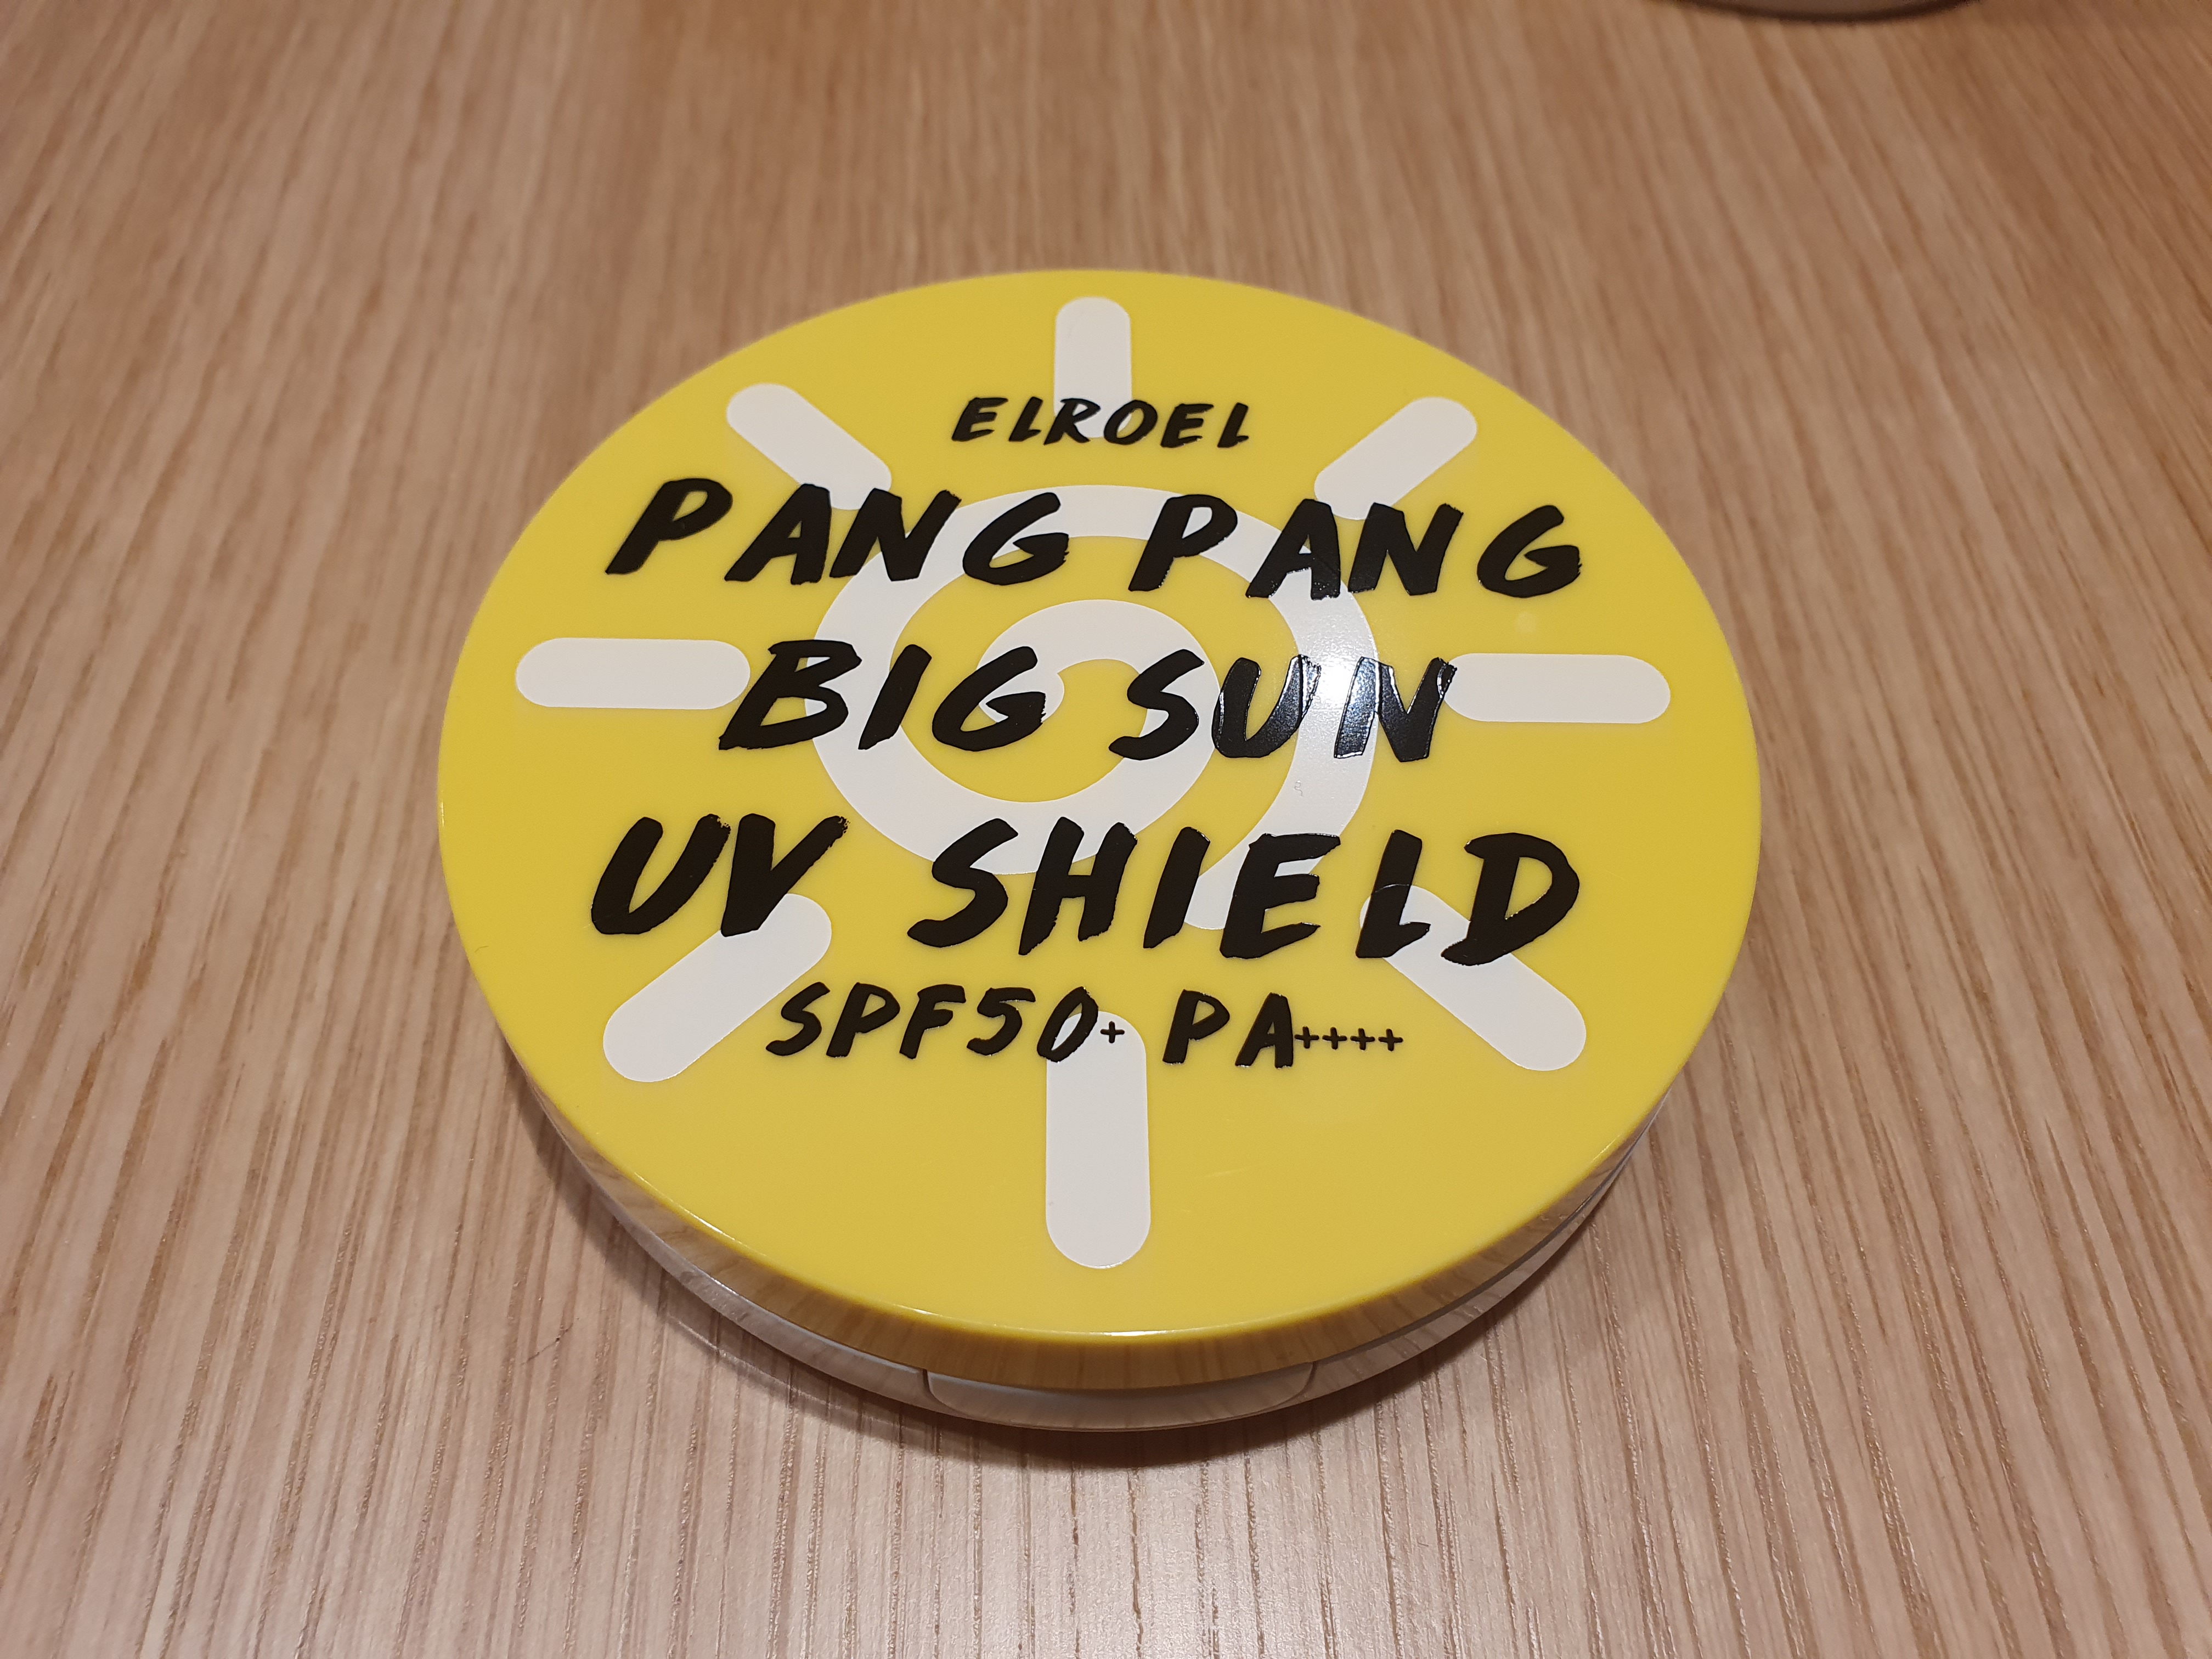 ELROEL
PANG PANG
BIG SUN
UV SHIELD
SPF50+ PA++++